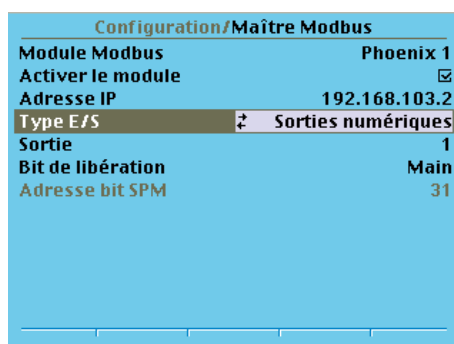 Configuration/Maître Modbus
Module Modbus Phoenix 1
Activer le module
Adresse IP 192.168.103.2
Type E/S Sorties numériques
Sortie 1
Bit de libération Main
Adresse bit SPM 31